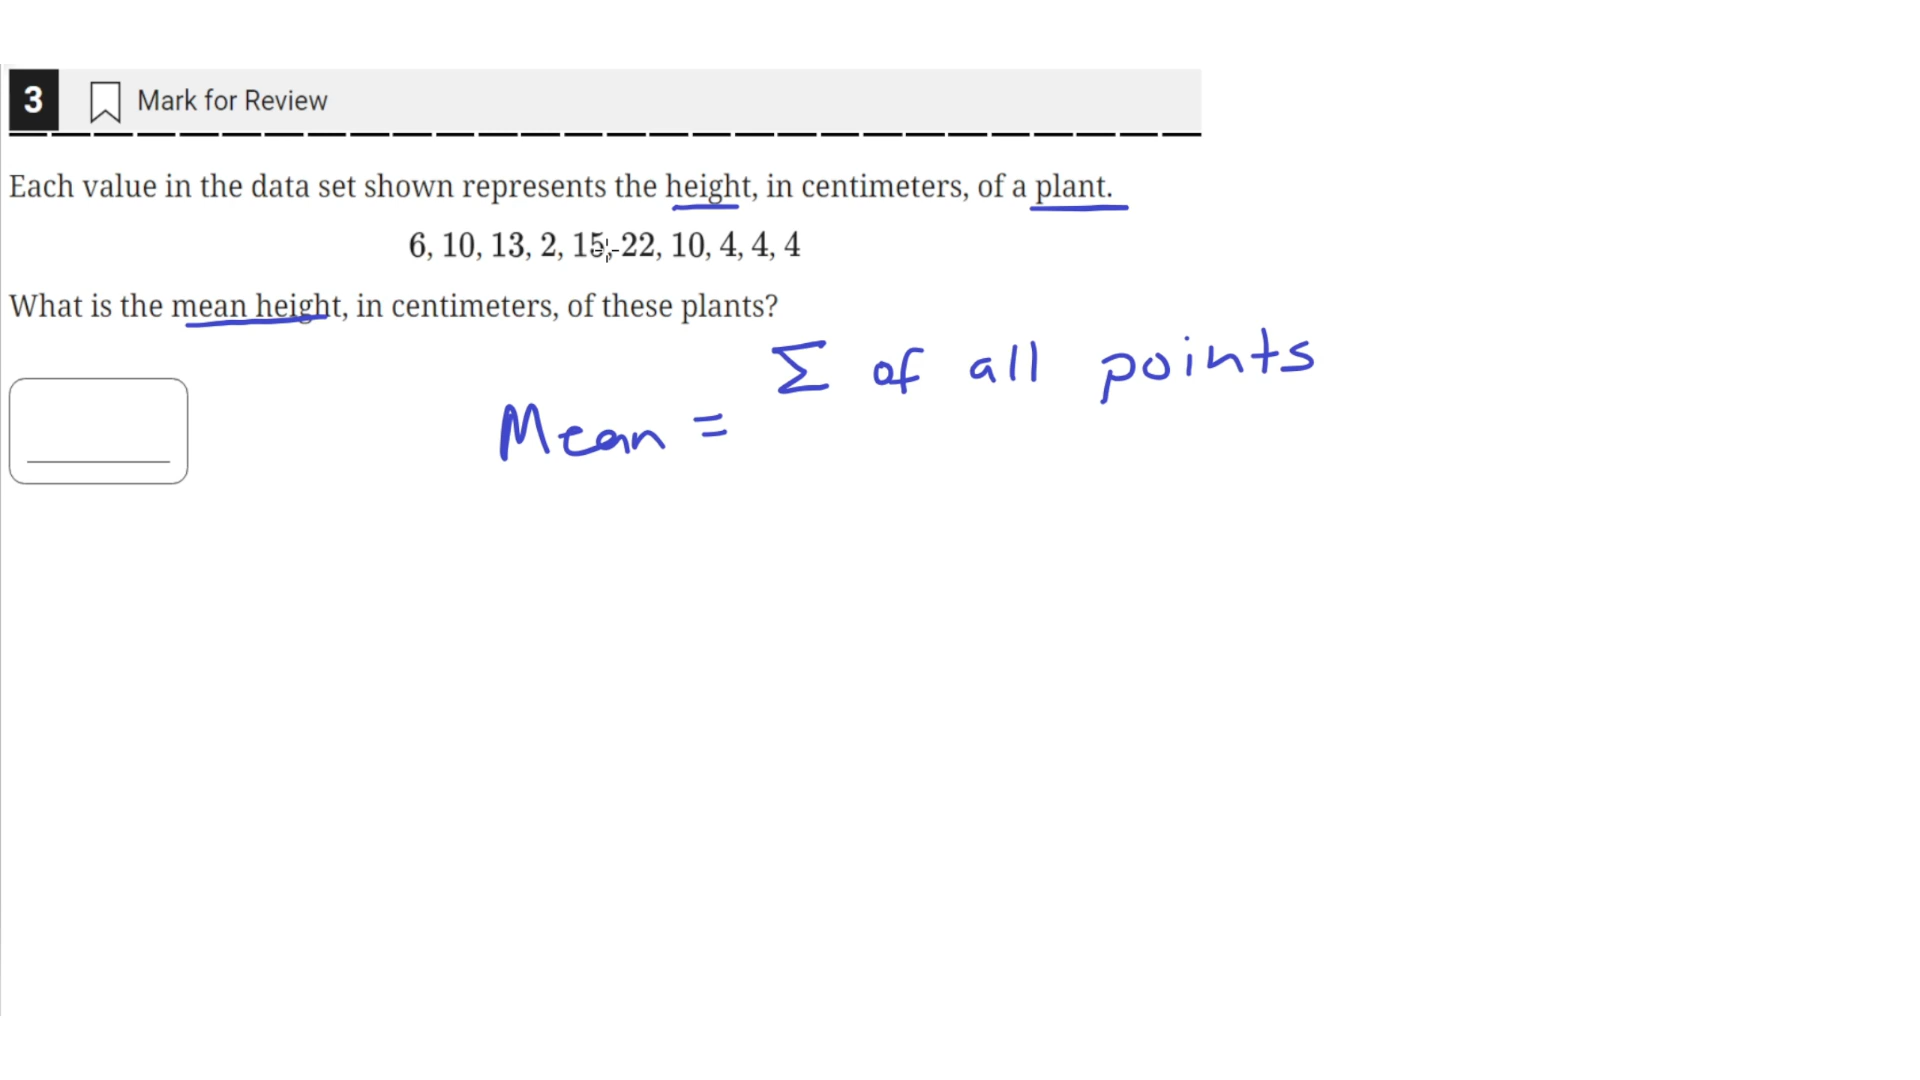 3 Mark for Review
Each value in the data set shown represents the height, in centimeters, of a plant.
6, 10, 13, 2, 15, 22, 10, 4, 4, 4
What is the mean height, in centimeters, of these plants?
Σ of all points
Mean =